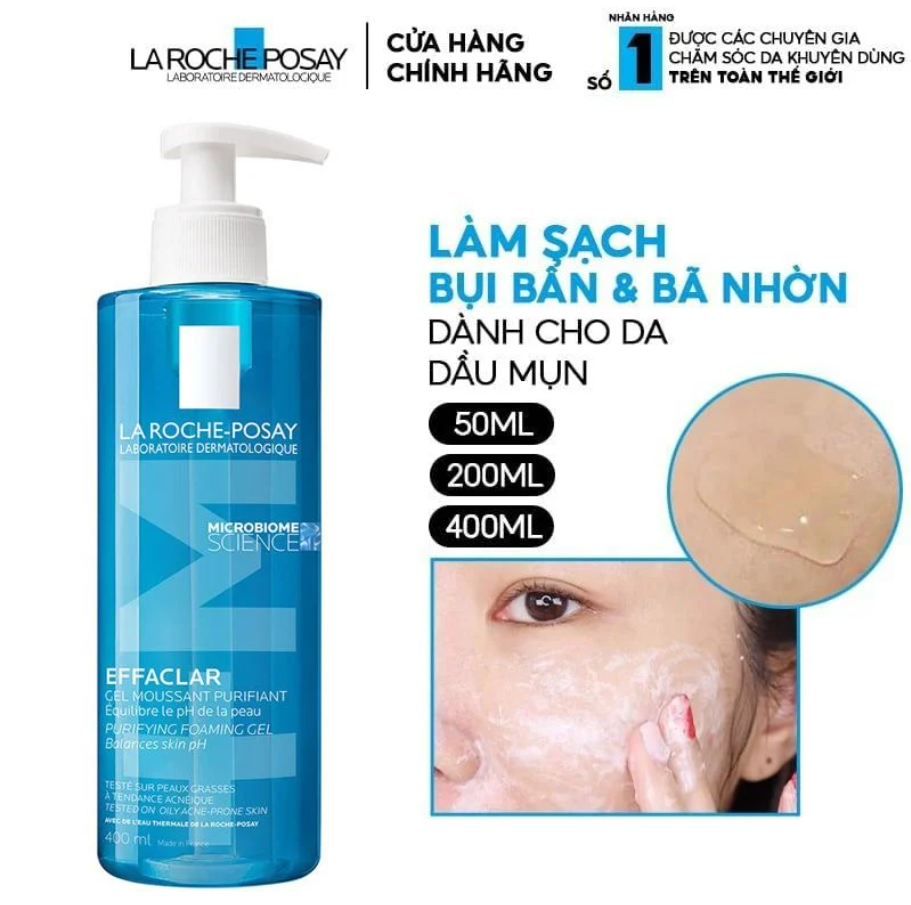 LA ROCHE POSAY
LABORATOIRE DERMATOLOGIQUE
CỬA HÀNG
CHÍNH HÃNG
NHÃN HÀNG
SỐ 1
ĐƯỢC CÁC CHUYÊN GIA
CHĂM SÓC DA KHUYÊN DÙNG
TRÊN TOÀN THẾ GIỚI
LÀM SẠCH
BỤI BẨN & BÃ NHỜN
DÀNH CHO DA
DẦU MỤN
50ML
200ML
400ML
LA ROCHE-POSAY
LABORATOIRE DERMATOLOGIQUE
MICROBIOME
SCIENCE
EFFACLAR
GEL MOUSSANT PURIFIANT
Équilibre le pH de la peau
PURIFYING FOAMING GEL
Balances skin pH
TESTÉ SUR PEAUX GRASSES
À TENDANCE ACNÉIQUE
TESTED ON OILY ACNE-PRONE SKIN
AVEC DE L'EAU THERMALE DE LA ROCHE-POSAY
400 ml Made in France